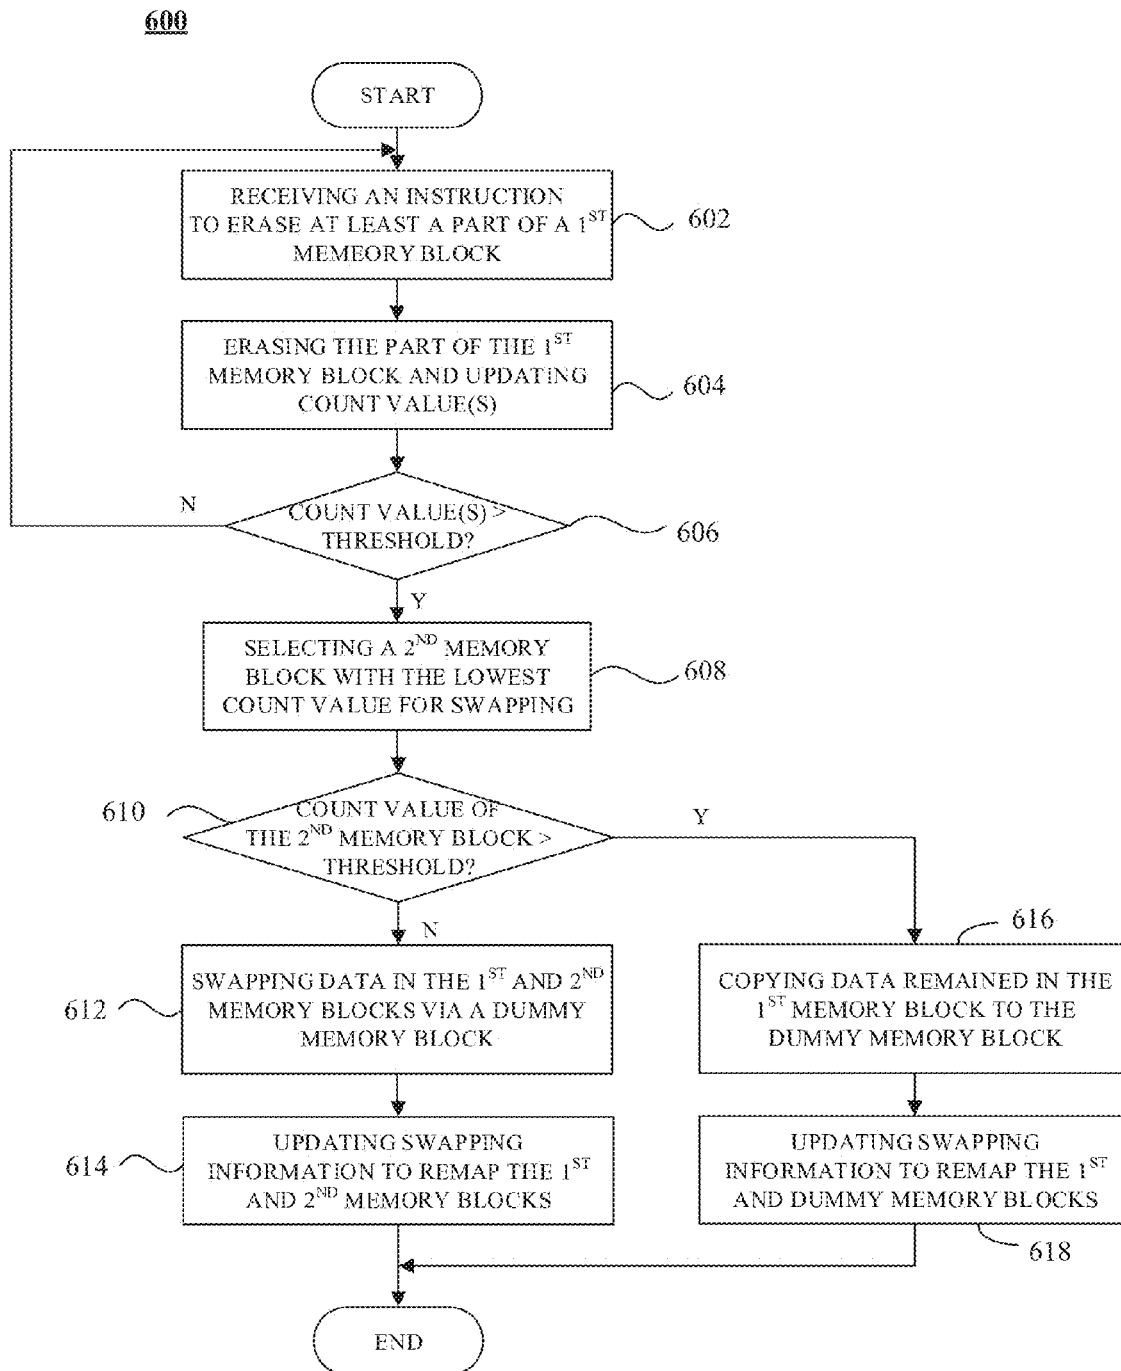 600
START
RECEIVING AN INSTRUCTION
TO ERASE AT LEAST A PART OF A 1ST
MEMEORY BLOCK
602
ERASING THE PART OF THE 1ST
MEMORY BLOCK AND UPDATING
COUNT VALUE(S)
604
N
COUNT VALUE(S) >
THRESHOLD?
606
Y
SELECTING A 2ND MEMORY
BLOCK WITH THE LOWEST
COUNT VALUE FOR SWAPPING
608
610
COUNT VALUE OF
THE 2ND MEMORY BLOCK >
THRESHOLD?
Y
N
612
SWAPPING DATA IN THE 1ST AND 2ND
MEMORY BLOCKS VIA A DUMMY
MEMORY BLOCK
616
COPYING DATA REMAINED IN THE
1ST MEMORY BLOCK TO THE
DUMMY MEMORY BLOCK
614
UPDATING SWAPPING
INFORMATION TO REMAP THE 1ST
AND 2ND MEMORY BLOCKS
UPDATING SWAPPING
INFORMATION TO REMAP THE 1ST
AND DUMMY MEMORY BLOCKS
618
END